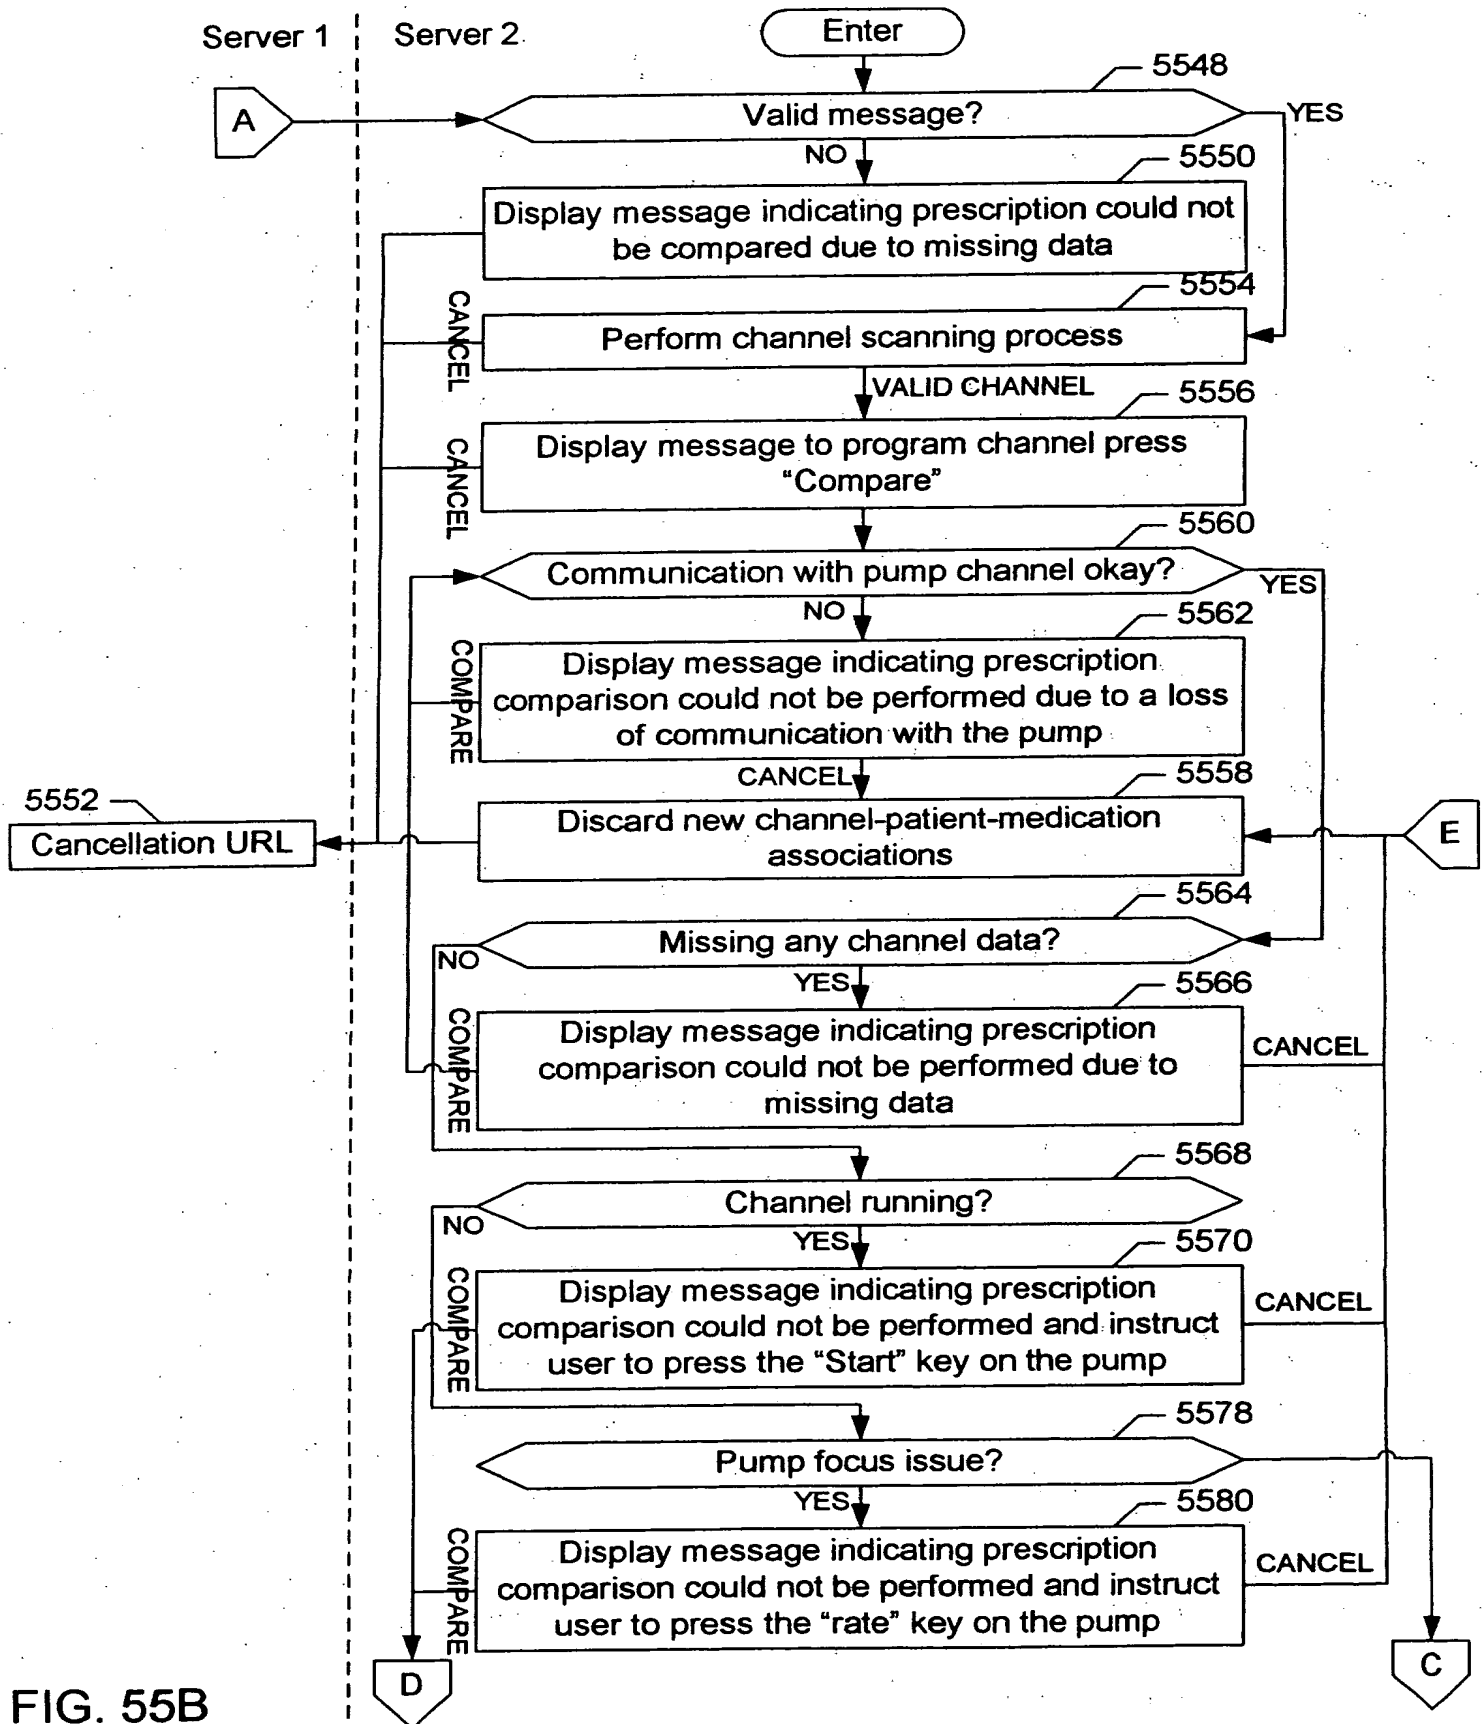 Server 1
Server 2
Enter
5548
A
Valid message?
YES
NO
5550
Display message indicating prescription could not
be compared due to missing data
5554
CANCEL
Perform channel scanning process
VALID CHANNEL
5556
CANCEL
Display message to program channel press
“Compare”
5560
Communication with pump channel okay?
YES
NO
5562
COMPARE
Display message indicating prescription
comparison could not be performed due to a loss
of communication with the pump
CANCEL
5558
5552
Cancellation URL
Discard new channel-patient-medication
associations
E
5564
Missing any channel data?
NO
YES
5566
COMPARE
Display message indicating prescription
comparison could not be performed due to
missing data
CANCEL
5568
Channel running?
NO
YES
5570
COMPARE
Display message indicating prescription
comparison could not be performed and instruct
user to press the “Start” key on the pump
CANCEL
5578
Pump focus issue?
YES
5580
COMPARE
Display message indicating prescription
comparison could not be performed and instruct
user to press the “rate” key on the pump
CANCEL
D
C
FIG. 55B